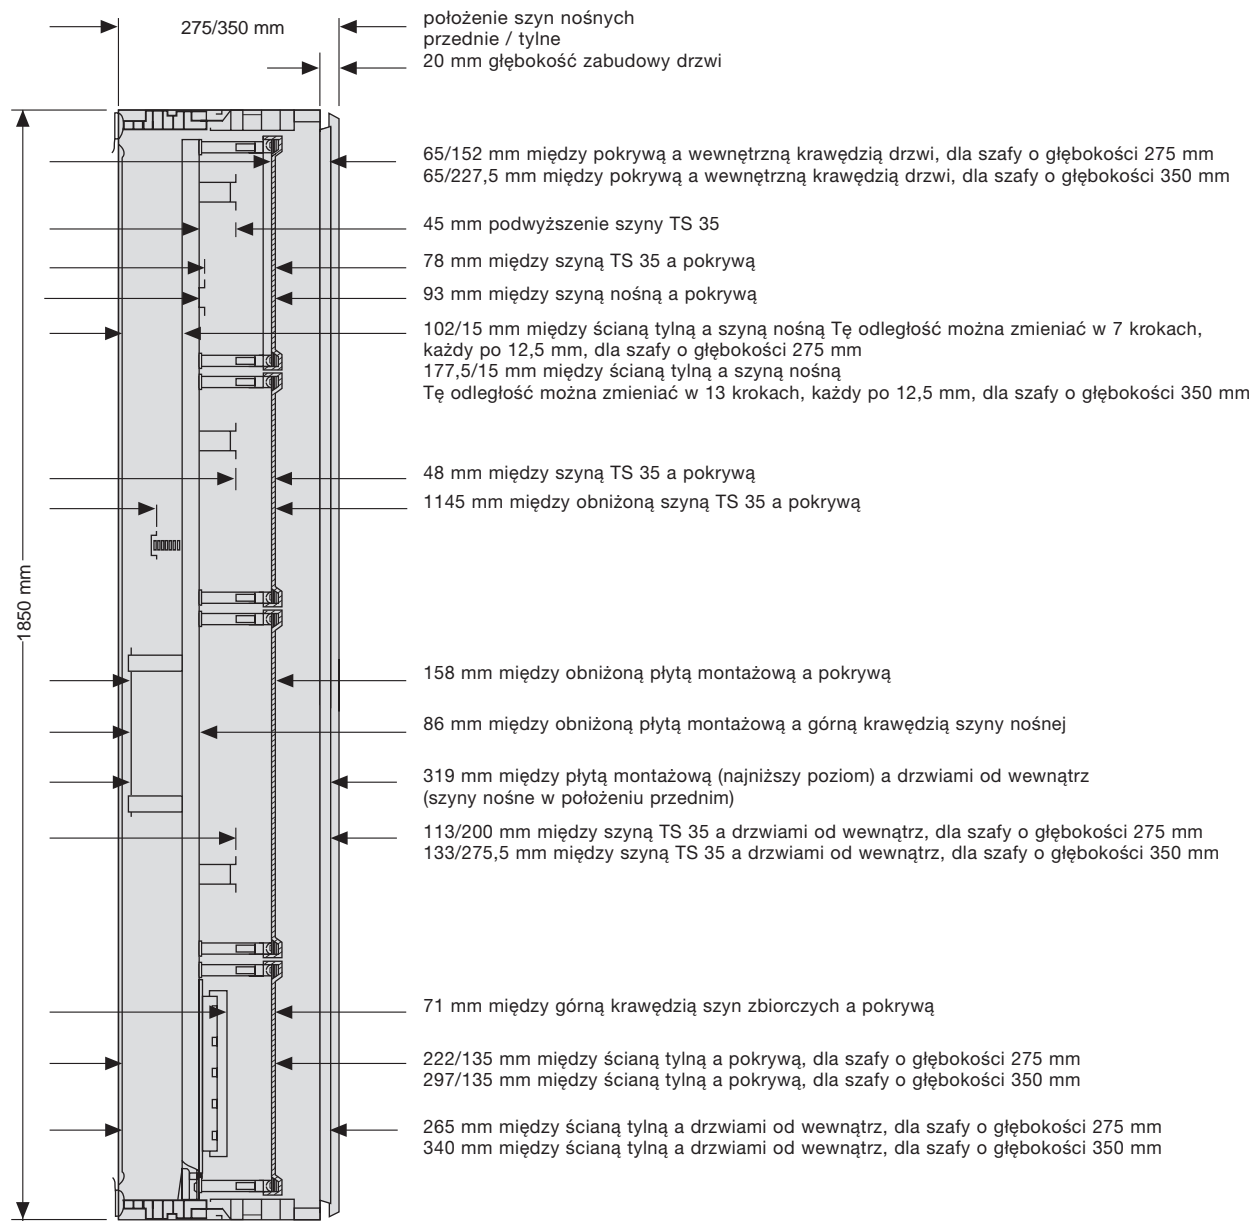 275/350 mm
położenie szyn nośnych
przednie / tylne
20 mm głębokość zabudowy drzwi
65/152 mm między pokrywą a wewnętrzną krawędzią drzwi, dla szafy o głębokości 275 mm
65/227,5 mm między pokrywą a wewnętrzną krawędzią drzwi, dla szafy o głębokości 350 mm
45 mm podwyższenie szyny TS 35
78 mm między szyną TS 35 a pokrywą
93 mm między szyną nośną a pokrywą
102/15 mm między ścianą tylną a szyną nośną Tę odległość można zmieniać w 7 krokach,
każdy po 12,5 mm, dla szafy o głębokości 275 mm
177,5/15 mm między ścianą tylną a szyną nośną
Tę odległość można zmieniać w 13 krokach, każdy po 12,5 mm, dla szafy o głębokości 350 mm
48 mm między szyną TS 35 a pokrywą
1145 mm między obniżoną szyną TS 35 a pokrywą
1850 mm
158 mm między obniżoną płytą montażową a pokrywą
86 mm między obniżoną płytą montażową a górną krawędzią szyny nośnej
319 mm między płytą montażową (najniższy poziom) a drzwiami od wewnątrz
(szyny nośne w położeniu przednim)
113/200 mm między szyną TS 35 a drzwiami od wewnątrz, dla szafy o głębokości 275 mm
133/275,5 mm między szyną TS 35 a drzwiami od wewnątrz, dla szafy o głębokości 350 mm
71 mm między górną krawędzią szyn zbiorczych a pokrywą
222/135 mm między ścianą tylną a pokrywą, dla szafy o głębokości 275 mm
297/135 mm między ścianą tylną a pokrywą, dla szafy o głębokości 350 mm
265 mm między ścianą tylną a drzwiami od wewnątrz, dla szafy o głębokości 275 mm
340 mm między ścianą tylną a drzwiami od wewnątrz, dla szafy o głębokości 350 mm